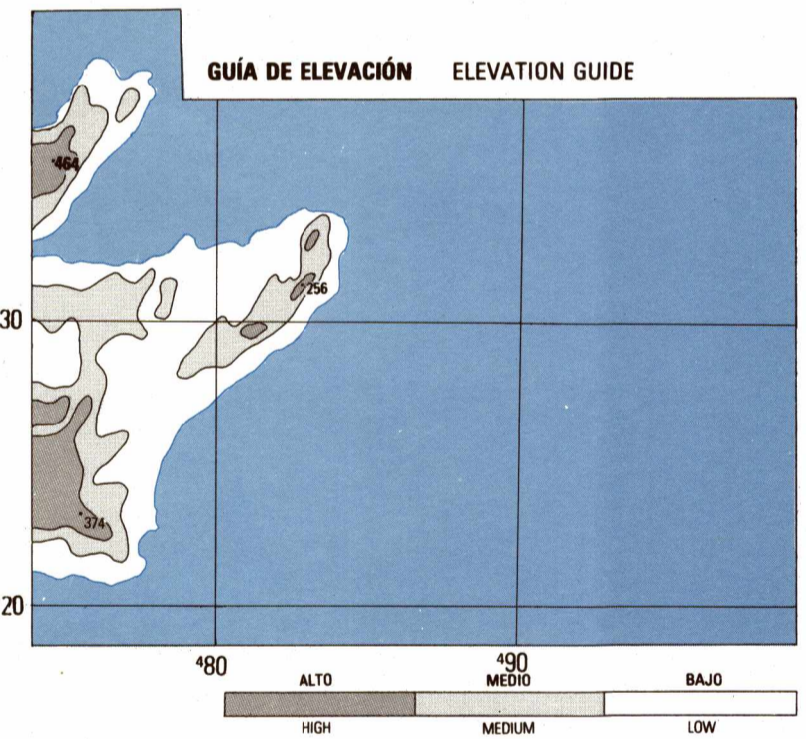 GUÍA DE ELEVACIÓN ELEVATION GUIDE
464
256
30
374
20
⁴80 ⁴90
ALTO MEDIO BAJO
HIGH MEDIUM LOW